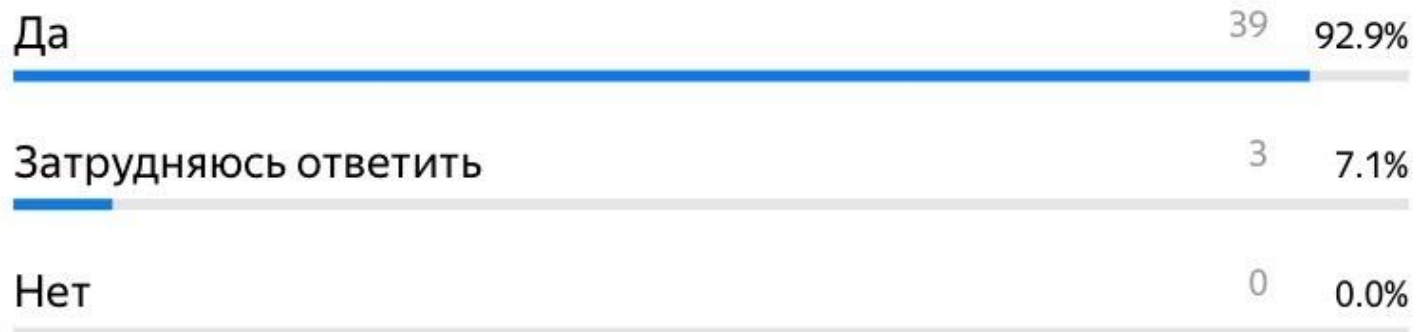 Да 39 92.9%
Затрудняюсь ответить 3 7.1%
Нет 0 0.0%